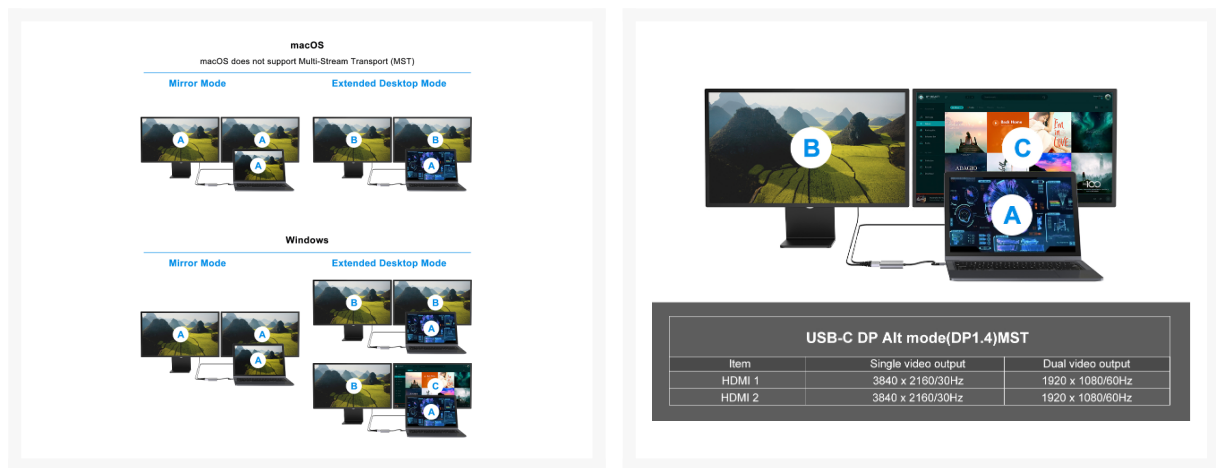 macOS
macOS does not support Multi-Stream Transport (MST)
Mirror Mode
Extended Desktop Mode
A
A
A
B
B
A
Windows
Mirror Mode
Extended Desktop Mode
B
B
A
A
A
A
B
C
A
B
C
A
USB-C DP Alt mode(DP1.4)MST
Item Single video output Dual video output
HDMI 1 3840 x 2160/30Hz 1920 x 1080/60Hz
HDMI 2 3840 x 2160/30Hz 1920 x 1080/60Hz